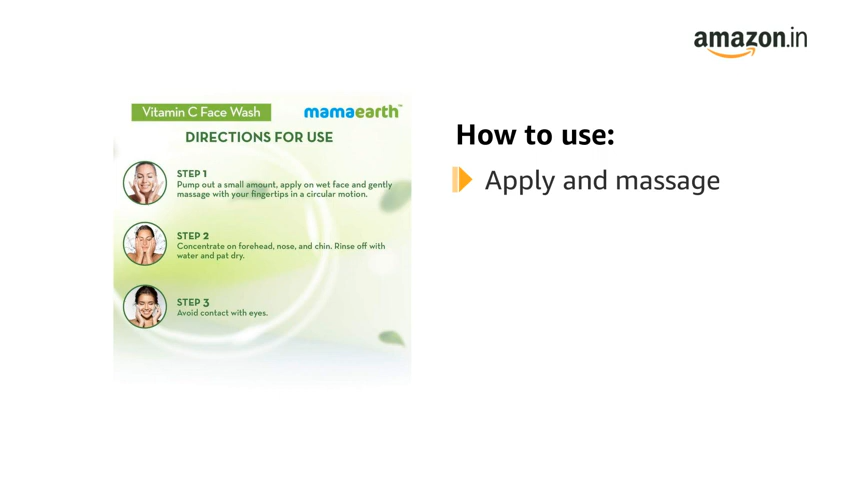 amazon.in
Vitamin C Face Wash
mamaearth™
DIRECTIONS FOR USE
STEP 1
Pump out a small amount, apply on wet face and gently
massage with your fingertips in a circular motion.
STEP 2
Concentrate on forehead, nose, and chin. Rinse off with
water and pat dry.
STEP 3
Avoid contact with eyes.
How to use:
Apply and massage